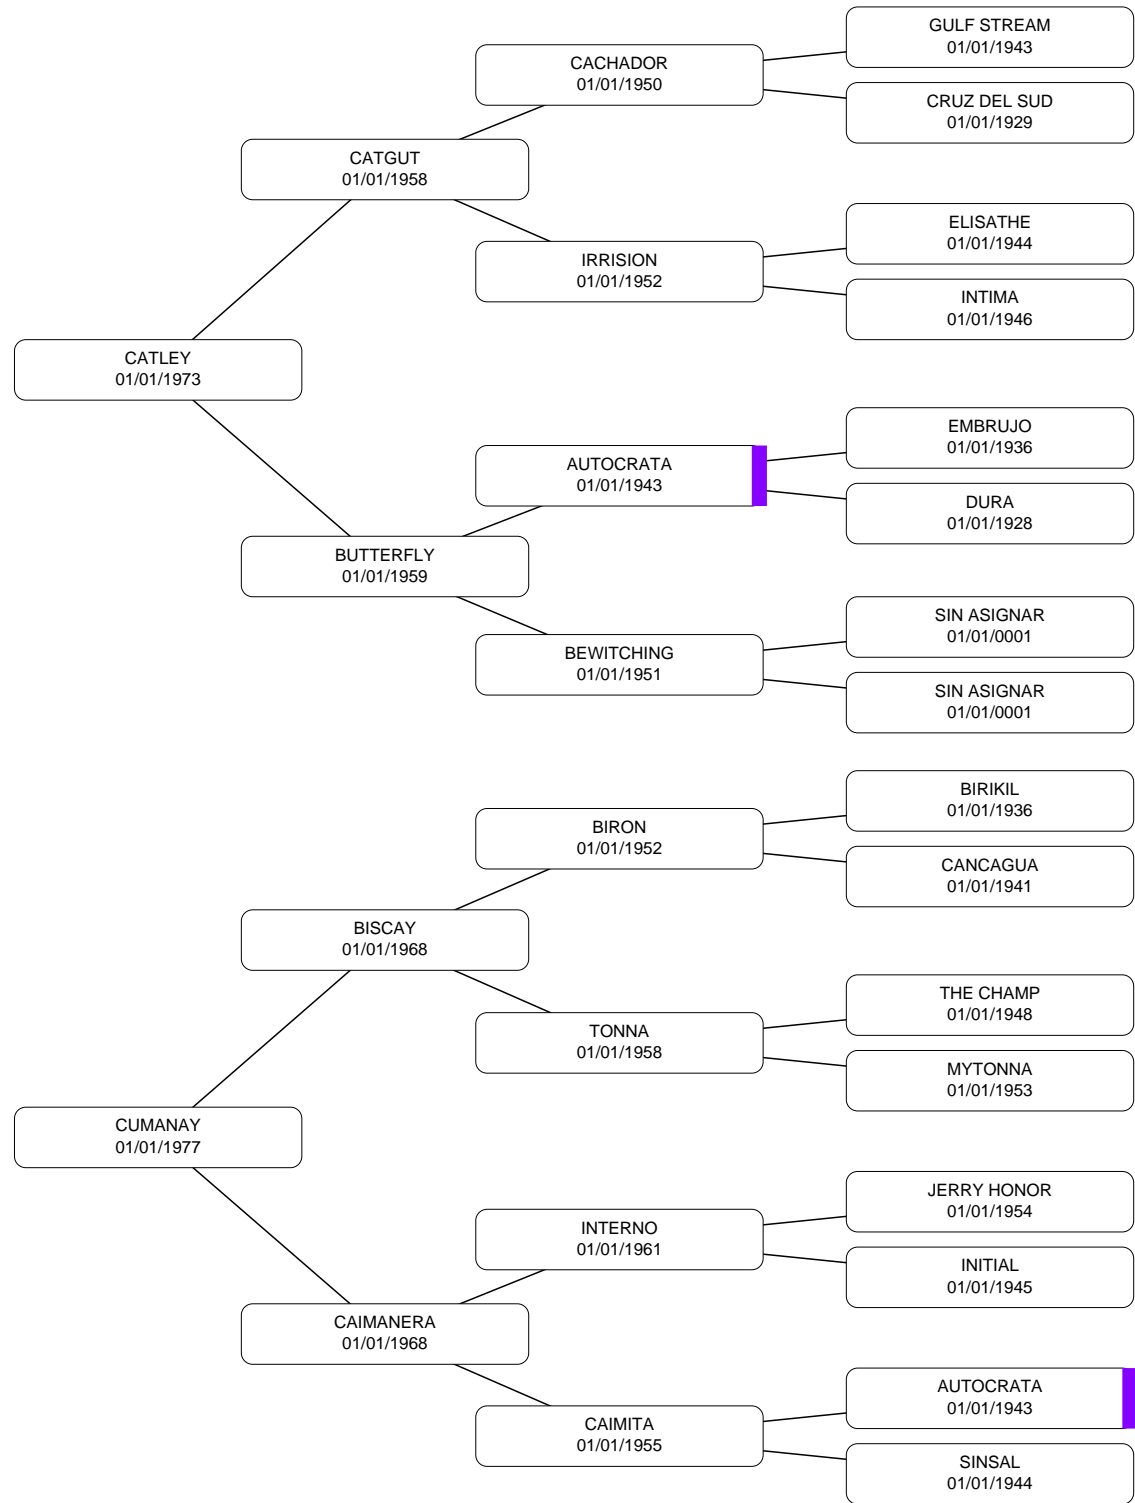 GULF STREAM
01/01/1943
CACHADOR
01/01/1950
CRUZ DEL SUD
01/01/1929
CATGUT
01/01/1958
ELISATHE
01/01/1944
IRRISION
01/01/1952
INTIMA
01/01/1946
CATLEY
01/01/1973
EMBRUJO
01/01/1936
AUTOCRATA
01/01/1943
DURA
01/01/1928
BUTTERFLY
01/01/1959
SIN ASIGNAR
01/01/0001
BEWITCHING
01/01/1951
SIN ASIGNAR
01/01/0001
BIRIKIL
01/01/1936
BIRON
01/01/1952
CANCAGUA
01/01/1941
BISCAY
01/01/1968
THE CHAMP
01/01/1948
TONNA
01/01/1958
MYTONNA
01/01/1953
CUMANAY
01/01/1977
JERRY HONOR
01/01/1954
INTERNO
01/01/1961
INITIAL
01/01/1945
CAIMANERA
01/01/1968
AUTOCRATA
01/01/1943
CAIMITA
01/01/1955
SINSAL
01/01/1944